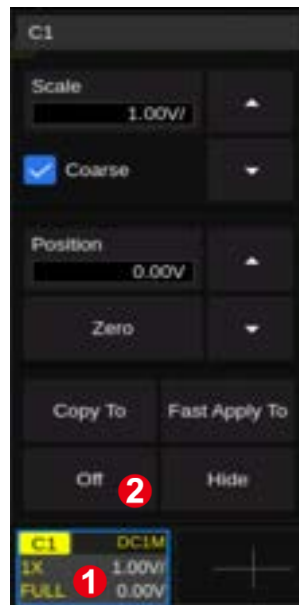 C1
Scale
1.00V/
Coarse
Position
0.00V
Zero
Copy To Fast Apply To
Off 2 Hide
C1 DC1M
1X 1.00V/
FULL 1 0.00V